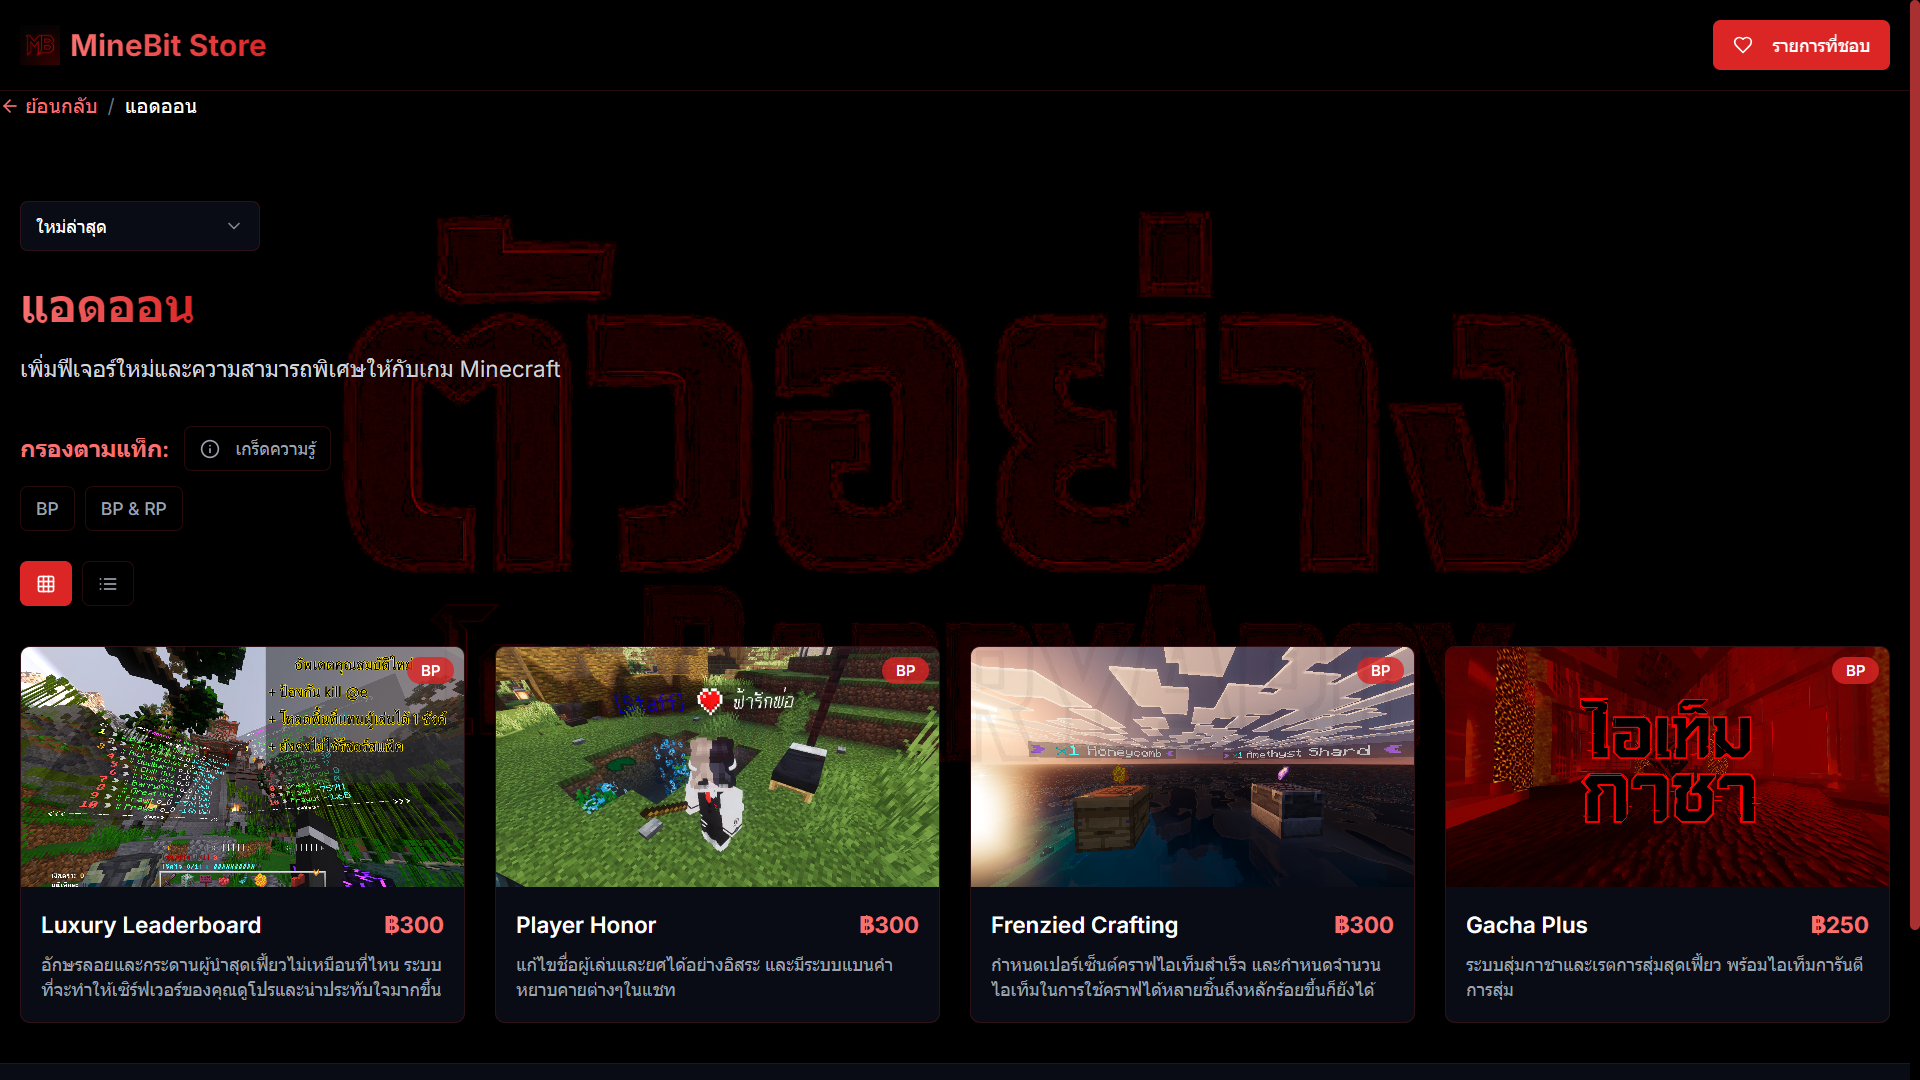 MB MineBit Store
รายการที่ชอบ
ย้อนกลับ / แอดออน
ใหม่ล่าสุด
ตัวอย่าง
แอดออน
เพิ่มฟีเจอร์ใหม่และความสามารถพิเศษให้กับเกม Minecraft
กรองตามแท็ก: เกร็ดความรู้
BP BP & RP
BP
+ ป้องกัน kill @e
BP
ฟ้ารักพ่อ
BP
x1 Honeycomb
x1 Amethyst Shard
BP
ไอเท็ม
กาชา
Luxury Leaderboard ฿300
อักษรลอยและกระดานผู้นำสุดเฟี้ยวไม่เหมือนที่ไหน ระบบ
ที่จะทำให้เซิร์ฟเวอร์ของคุณดูโปรและน่าประทับใจมากขึ้น
Player Honor ฿300
แก้ไขชื่อผู้เล่นและยศได้อย่างอิสระ และมีระบบแบนคำ
หยาบคายต่างๆในแชท
Frenzied Crafting ฿300
กำหนดเปอร์เซ็นต์คราฟไอเท็มสำเร็จ และกำหนดจำนวน
ไอเท็มในการใช้คราฟได้หลายชิ้นถึงหลักร้อยขึ้นก็ยังได้
Gacha Plus ฿250
ระบบสุ่มกาชาและเรตการสุ่มสุดเฟี้ยว พร้อมไอเท็มการันตี
การสุ่ม